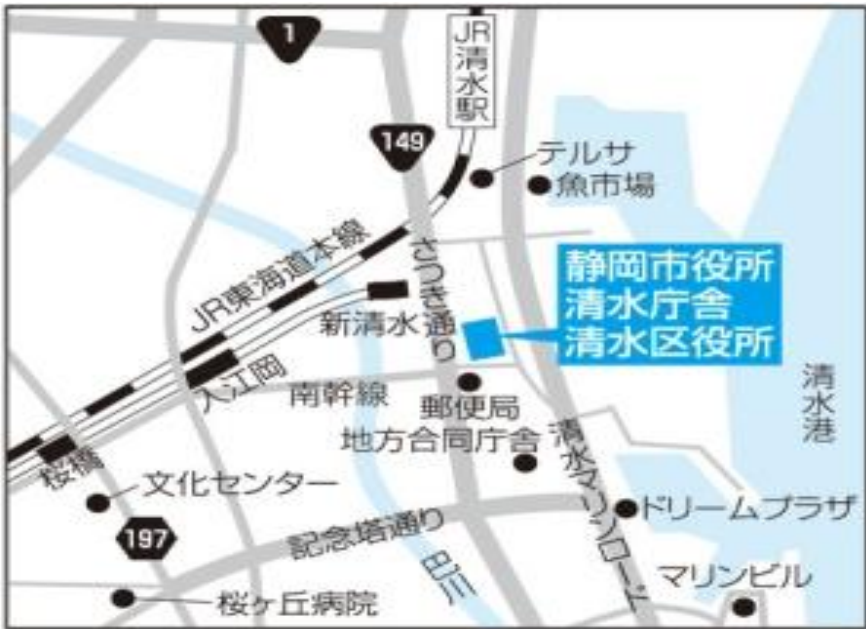 1
JR清水駅
149
テルサ
魚市場
JR東海道本線
さつき通り
静岡市役所
清水庁舎
清水区役所
新清水
入江岡
南幹線
郵便局
清水港
地方合同庁舎
桜橋
文化センター
清水マリンロード
ドリームプラザ
197
記念塔通り
巴川
マリンビル
桜ヶ丘病院